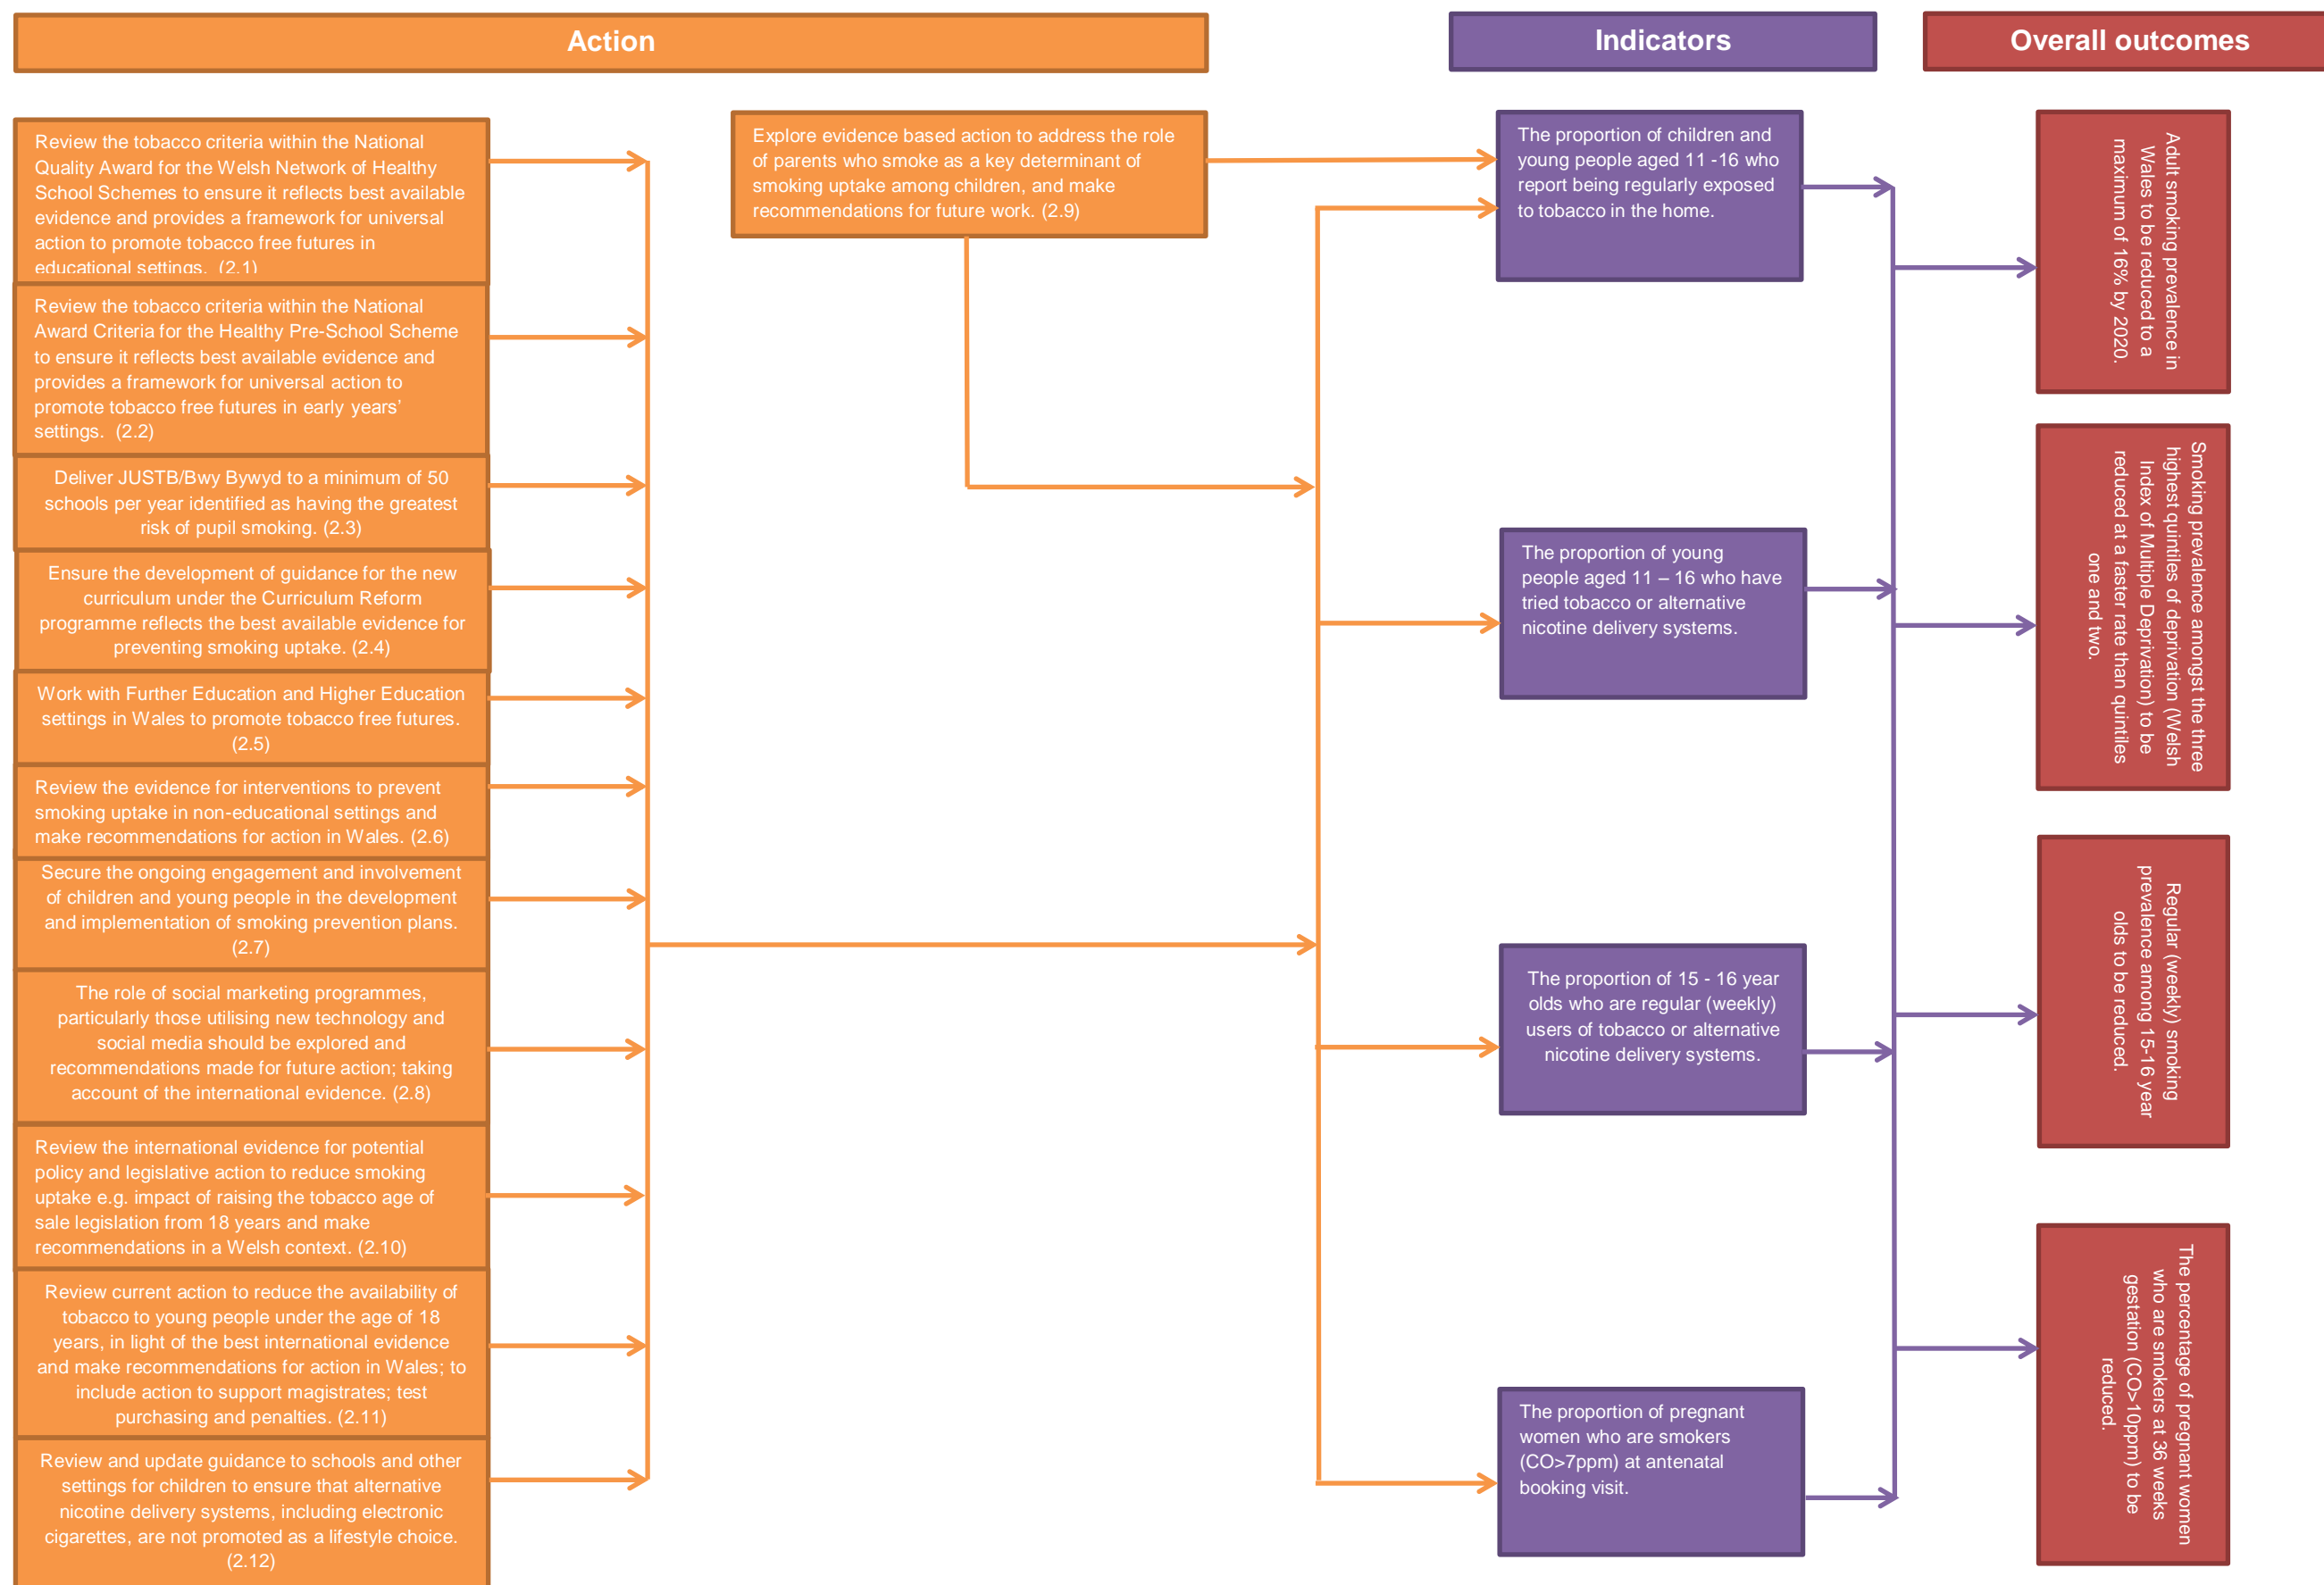 Action
Indicators
Overall outcomes
Review the tobacco criteria within the National
Quality Award for the Welsh Network of Healthy
School Schemes to ensure it reflects best available
evidence and provides a framework for universal
action to promote tobacco free futures in
educational settings. (2.1)
Review the tobacco criteria within the National
Award Criteria for the Healthy Pre-School Scheme
to ensure it reflects best available evidence and
provides a framework for universal action to
promote tobacco free futures in early years’
settings. (2.2)
Deliver JUSTB/Bwy Bywyd to a minimum of 50
schools per year identified as having the greatest
risk of pupil smoking. (2.3)
Ensure the development of guidance for the new
curriculum under the Curriculum Reform
programme reflects the best available evidence for
preventing smoking uptake. (2.4)
Work with Further Education and Higher Education
settings in Wales to promote tobacco free futures.
(2.5)
Review the evidence for interventions to prevent
smoking uptake in non-educational settings and
make recommendations for action in Wales. (2.6)
Secure the ongoing engagement and involvement
of children and young people in the development
and implementation of smoking prevention plans.
(2.7)
The role of social marketing programmes,
particularly those utilising new technology and
social media should be explored and
recommendations made for future action; taking
account of the international evidence. (2.8)
Review the international evidence for potential
policy and legislative action to reduce smoking
uptake e.g. impact of raising the tobacco age of
sale legislation from 18 years and make
recommendations in a Welsh context. (2.10)
Review current action to reduce the availability of
tobacco to young people under the age of 18
years, in light of the best international evidence
and make recommendations for action in Wales; to
include action to support magistrates; test
purchasing and penalties. (2.11)
Review and update guidance to schools and other
settings for children to ensure that alternative
nicotine delivery systems, including electronic
cigarettes, are not promoted as a lifestyle choice.
(2.12)
Explore evidence based action to address the role
of parents who smoke as a key determinant of
smoking uptake among children, and make
recommendations for future work. (2.9)
The proportion of children and
young people aged 11 -16 who
report being regularly exposed
to tobacco in the home.
The proportion of young
people aged 11 – 16 who have
tried tobacco or alternative
nicotine delivery systems.
The proportion of 15 - 16 year
olds who are regular (weekly)
users of tobacco or alternative
nicotine delivery systems.
The proportion of pregnant
women who are smokers
(CO>7ppm) at antenatal
booking visit.
Adult smoking prevalence in
Wales to be reduced to a
maximum of 16% by 2020.
Smoking prevalence amongst the three
highest quintiles of deprivation (Welsh
Index of Multiple Deprivation) to be
reduced at a faster rate than quintiles
one and two.
Regular (weekly) smoking
prevalence among 15-16 year
olds to be reduced.
The percentage of pregnant women
who are smokers at 36 weeks
gestation (CO>10ppm) to be
reduced.